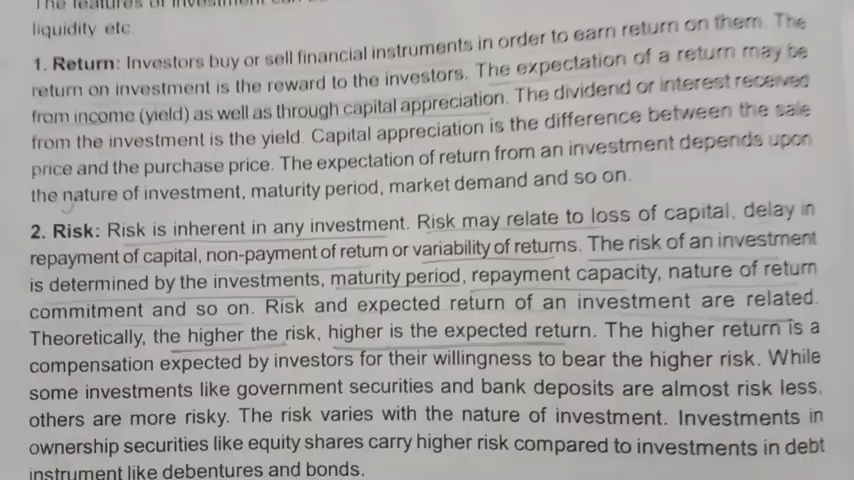 The features of investment can be
liquidity etc.
1. Return: Investors buy or sell financial instruments in order to earn return on them. The
return on investment is the reward to the investors. The expectation of a return may be
from income (yield) as well as through capital appreciation. The dividend or interest received
from the investment is the yield. Capital appreciation is the difference between the sale
price and the purchase price. The expectation of return from an investment depends upon
the nature of investment, maturity period, market demand and so on.
2. Risk: Risk is inherent in any investment. Risk may relate to loss of capital, delay in
repayment of capital, non-payment of return or variability of returns. The risk of an investment
is determined by the investments, maturity period, repayment capacity, nature of return
commitment and so on. Risk and expected return of an investment are related.
Theoretically, the higher the risk, higher is the expected return. The higher return is a
compensation expected by investors for their willingness to bear the higher risk. While
some investments like government securities and bank deposits are almost risk less,
others are more risky. The risk varies with the nature of investment. Investments in
ownership securities like equity shares carry higher risk compared to investments in debt
instrument like debentures and bonds.